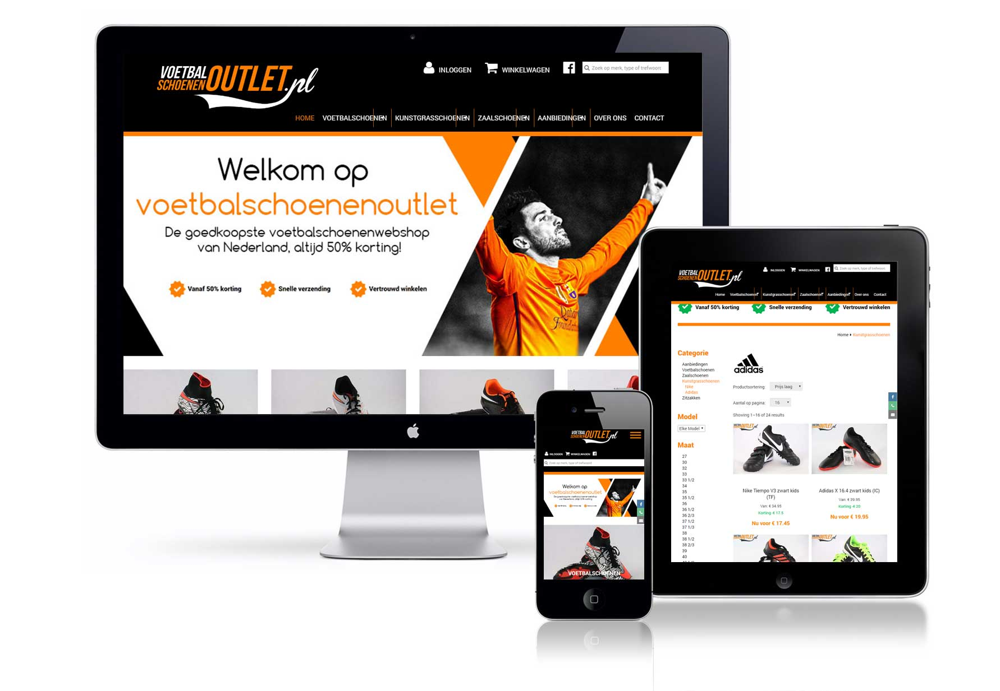 VOETBAL
SCHOENEN OUTLET.nl
INLOGGEN WINKELWAGEN Zoek op merk, type of trefwoord
HOME VOETBALSCHOENEN KUNSTGRASSCHOENEN ZAALSCHOENEN AANBIEDINGEN OVER ONS CONTACT
Welkom op
voetbalschoenenoutlet
De goedkoopste voetbalschoenenwebshop
van Nederland, altijd 50% korting!
Vanaf 50% korting Snelle verzending Vertrouwd winkelen
Qatar
Foundation
VOETBAL
SCHOENEN OUTLET.nl
INLOGGEN WINKELWAGEN Zoek op merk, type of trefwoord
Welkom op
voetbalschoenenoutlet
De goedkoopste voetbalschoenenwebshop
van Nederland, altijd 50% korting
VOETBALSCHOENEN
VOETBAL
SCHOENEN OUTLET.nl
INLOGGEN WINKELWAGEN Zoek op merk, type of trefwoord
Home Voetbalschoenen Kunstgrasschoenen Zaalschoenen Aanbiedingen Over ons Contact
Vanaf 50% korting Snelle verzending Vertrouwd winkelen
Home Kunstgrasschoenen
Categorie
Aanbiedingen
Voetbalschoenen
Zaalschoenen
Kunstgrasschoenen
Nike
Adidas
Zitzakken
Model
Elke Model
Maat
27
30
32
33
33 1/2
34
35
35 1/2
36
36 1/2
36 2/3
37 1/2
37 1/3
38
38 1/2
38 2/3
39
40
adidas
Productsortering: Prijs laag
Aantal op pagina: 16
Showing 1–16 of 24 results
OUTLET.nl
OUTLET.nl
adidas
Nike Tiempo V3 zwart kids
(TF)
Van: € 34.95
Korting -€ 17.5
Nu voor € 17.45
Adidas X 16.4 zwart kids (IC)
Van: € 39.95
Korting -€ 20
Nu voor € 19.95
OUTLET.nl
OUTLET.nl